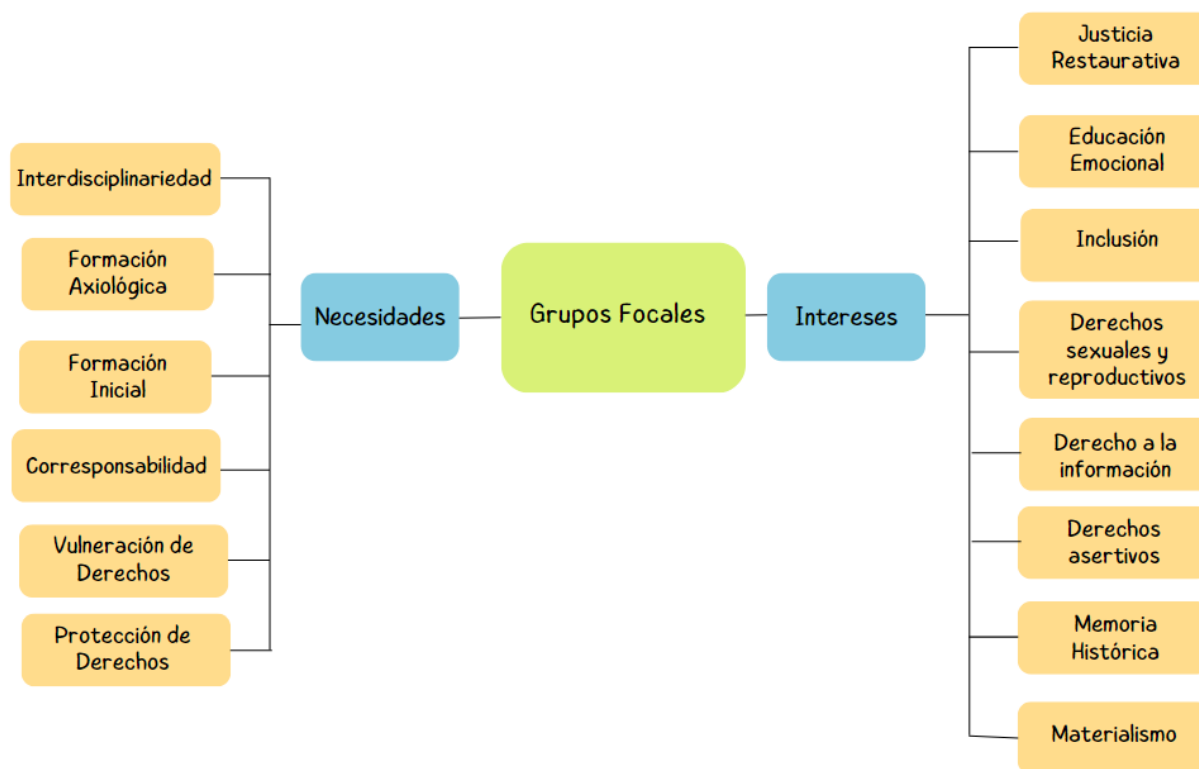 Interdisciplinariedad
Formación
Axiológica
Formación
Inicial
Corresponsabilidad
Vulneración de
Derechos
Protección de
Derechos
Necesidades
Grupos Focales
Intereses
Justicia
Restaurativa
Educación
Emocional
Inclusión
Derechos
sexuales y
reproductivos
Derecho a la
información
Derechos
asertivos
Memoria
Histórica
Materialismo